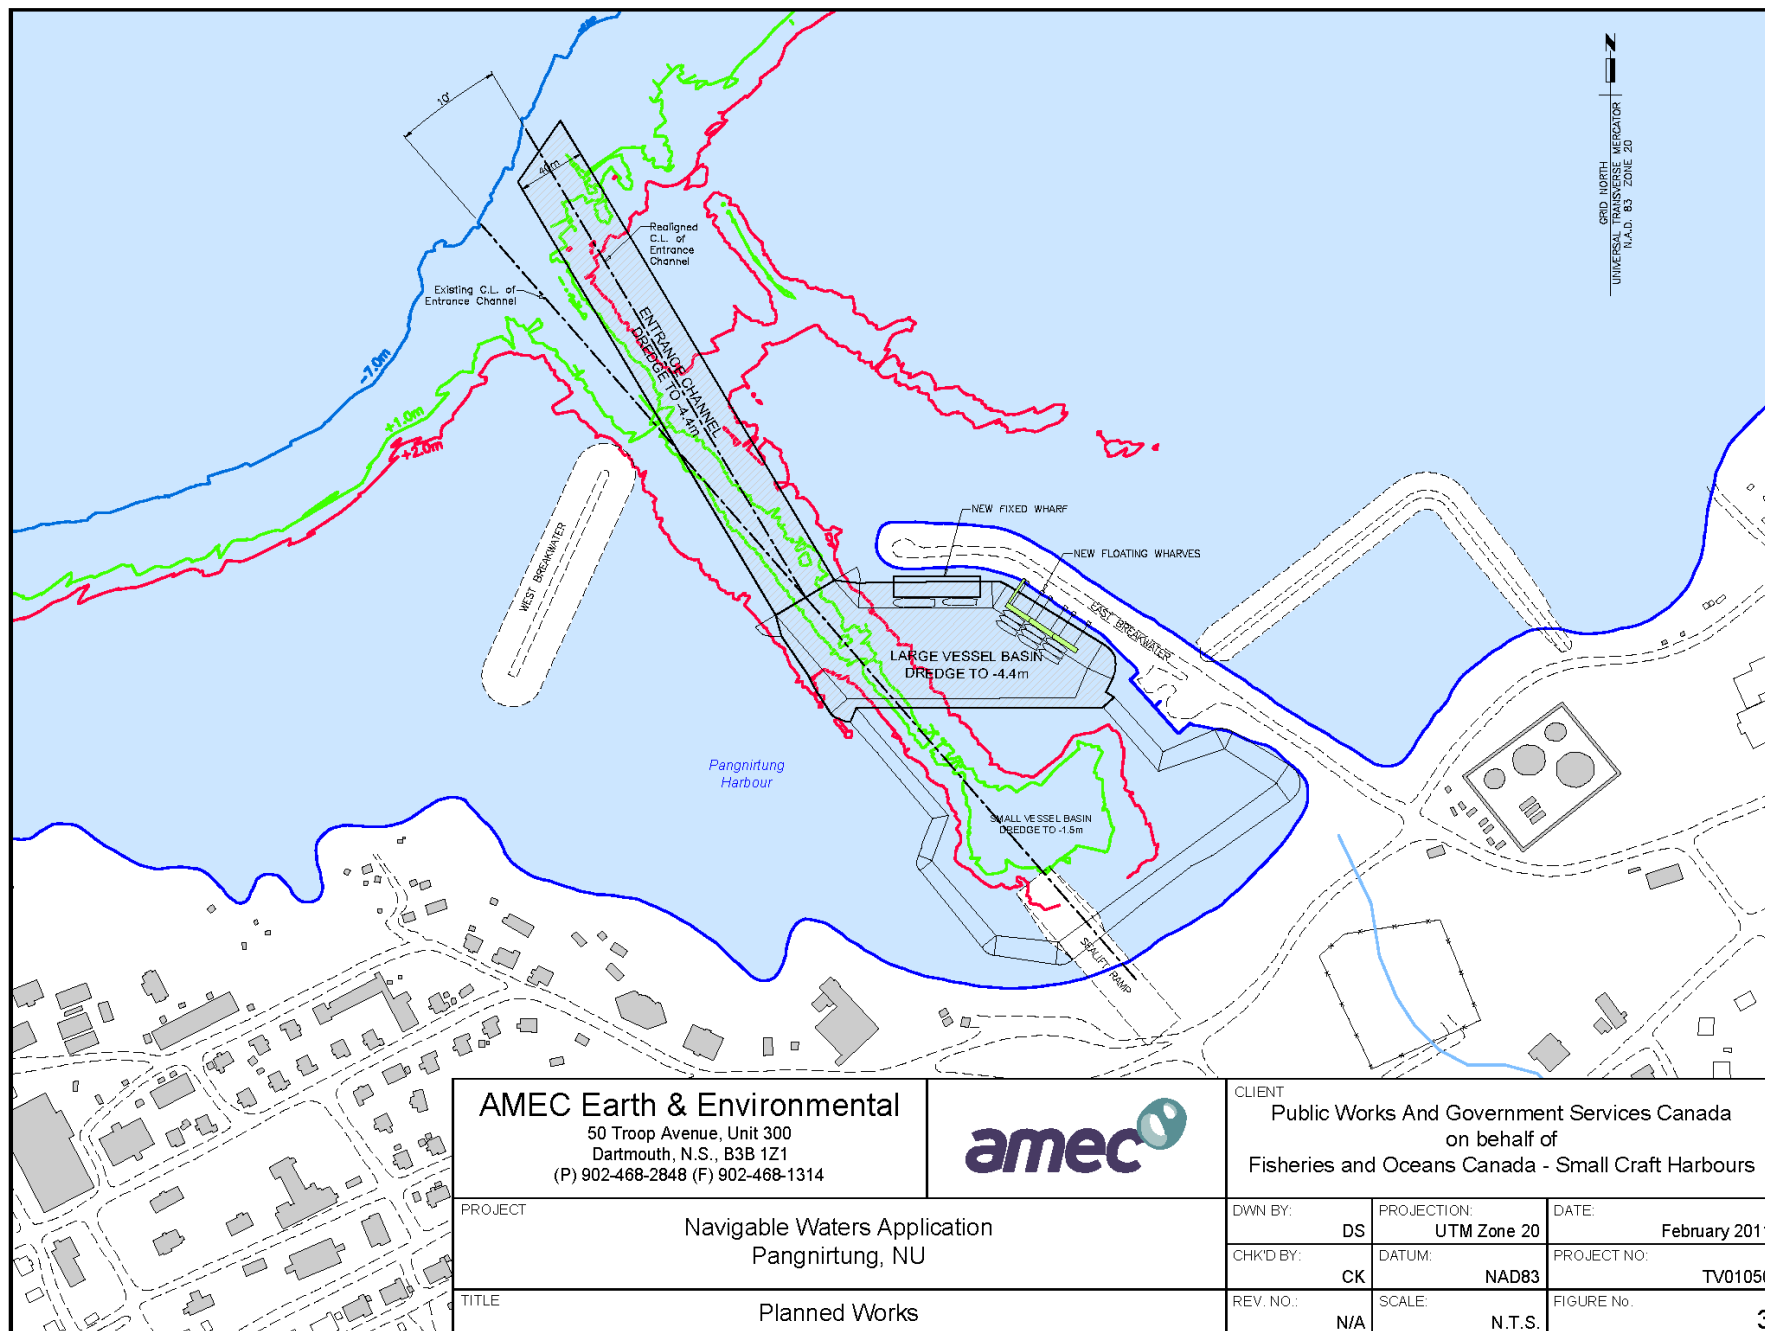 10°
40m
Realigned
C.L. of
Entrance
Channel
Existing C.L. of
Entrance Channel
ENTRANCE CHANNEL
DREDGE TO -4.4m
-7.0m
+1.0m
+2.0m
GRID NORTH
UNIVERSAL TRANSVERSE MERCATOR
N.A.D. 83 ZONE 20
WEST BREAKWATER
NEW FIXED WHARF
NEW FLOATING WHARVES
EAST BREAKWATER
LARGE VESSEL BASIN
DREDGE TO -4.4m
Pangnirtung
Harbour
SMALL VESSEL BASIN
DREDGE TO -1.5m
SEALIFT RAMP
AMEC Earth & Environmental
50 Troop Avenue, Unit 300
Dartmouth, N.S., B3B 1Z1
(P) 902-468-2848 (F) 902-468-1314
amec
CLIENT
Public Works And Government Services Canada
on behalf of
Fisheries and Oceans Canada - Small Craft Harbours
PROJECT
Navigable Waters Application
Pangnirtung, NU
DWN BY:
DS
PROJECTION:
UTM Zone 20
DATE:
February 201
CHK'D BY:
CK
DATUM:
NAD83
PROJECT NO:
TV01050
TITLE
Planned Works
REV. NO.:
N/A
SCALE:
N.T.S.
FIGURE No.
3